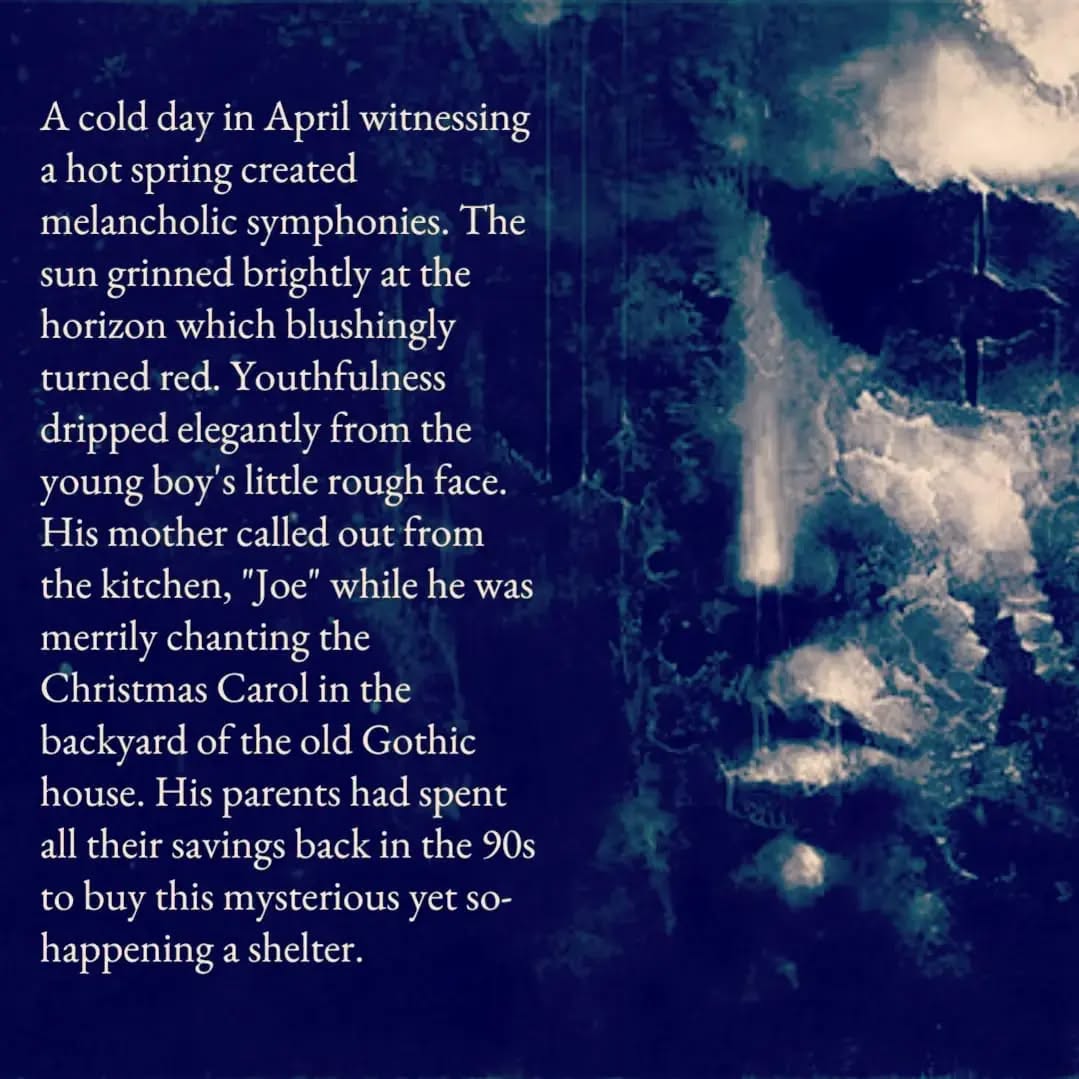 A cold day in April witnessing
a hot spring created
melancholic symphonies. The
sun grinned brightly at the
horizon which blushingly
turned red. Youthfulness
dripped elegantly from the
young boy's little rough face.
His mother called out from
the kitchen, "Joe" while he was
merrily chanting the
Christmas Carol in the
backyard of the old Gothic
house. His parents had spent
all their savings back in the 90s
to buy this mysterious yet so-
happening a shelter.